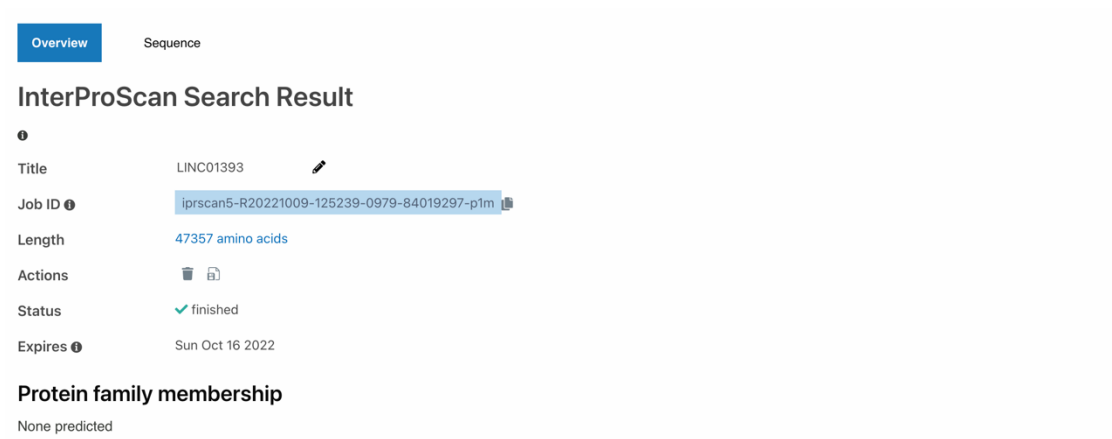 Overview Sequence
InterProScan Search Result
Title LINC01393
Job ID iprscan5-R20221009-125239-0979-84019297-p1m
Length 47357 amino acids
Actions
Status finished
Expires Sun Oct 16 2022
Protein family membership
None predicted